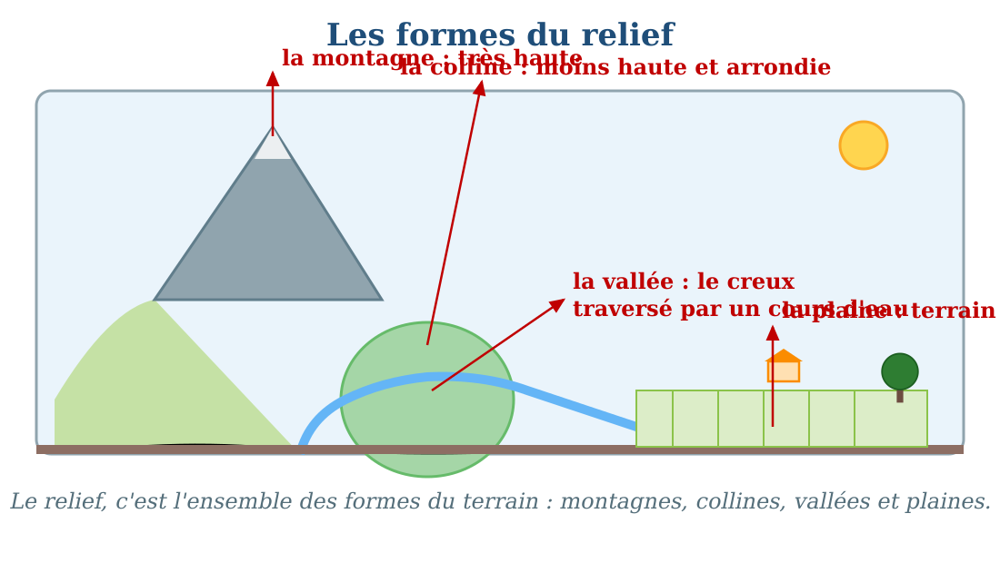 Les formes du relief
la montagne : très haute
la colline : moins haute et arrondie
la vallée : le creux
traversé par un cours d'eau
la plaine : terrain
Le relief, c'est l'ensemble des formes du terrain : montagnes, collines, vallées et plaines.